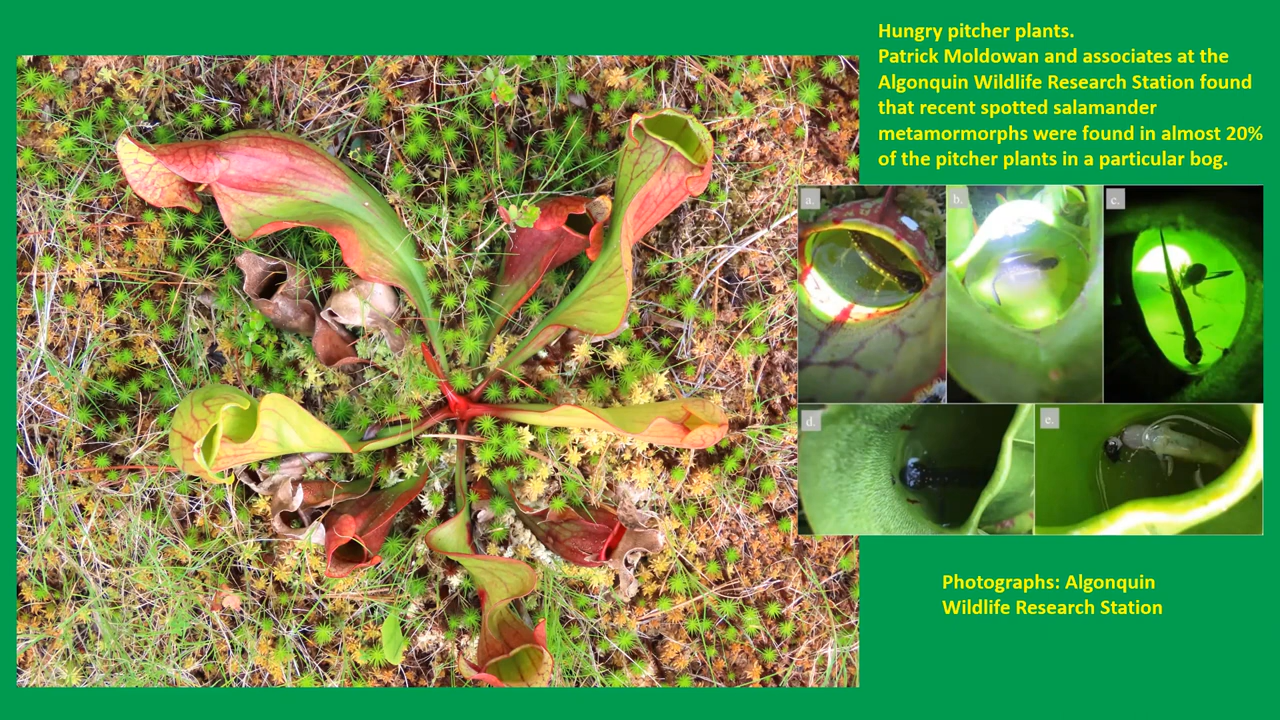 Hungry pitcher plants.
Patrick Moldowan and associates at the
Algonquin Wildlife Research Station found
that recent spotted salamander
metamormorphs were found in almost 20%
of the pitcher plants in a particular bog.
a.
b.
c.
d.
e.
Photographs: Algonquin
Wildlife Research Station